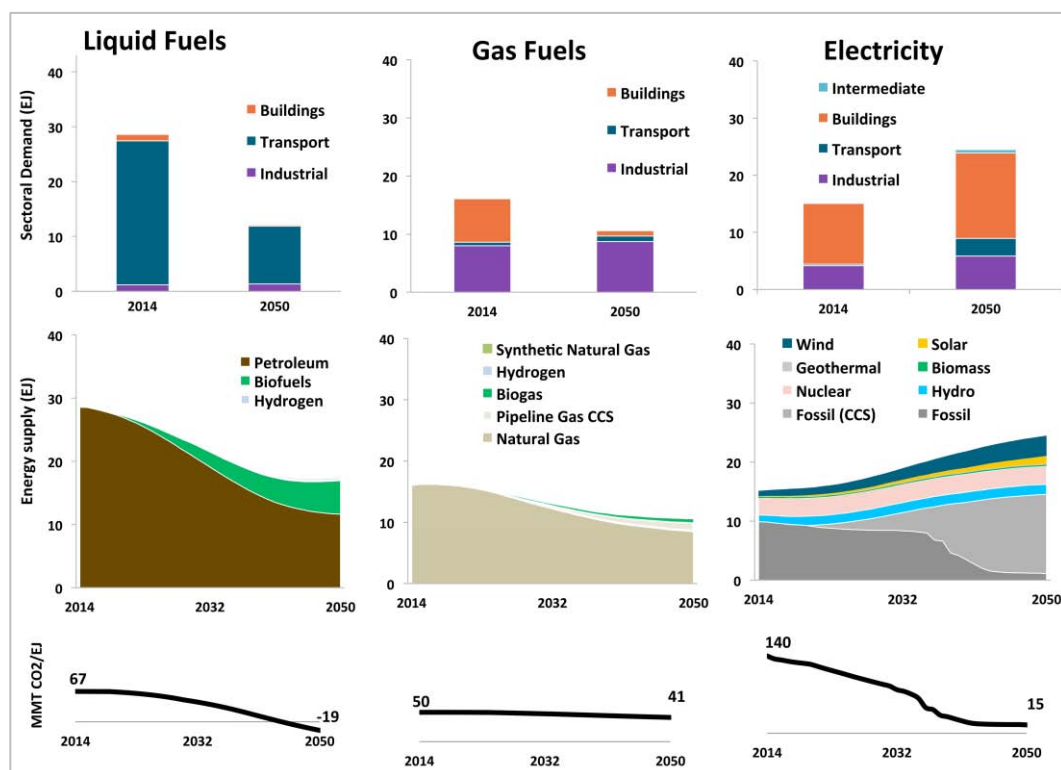 Liquid Fuels
Gas Fuels
Electricity
Sectoral Demand (EJ)
40
30
20
10
0
Buildings
Transport
Industrial
2014
2050
40
30
20
10
0
Buildings
Transport
Industrial
2014
2050
40
30
20
10
0
Intermediate
Buildings
Transport
Industrial
2014
2050
Energy supply (EJ)
40
30
20
10
0
Petroleum
Biofuels
Hydrogen
2014
2032
2050
40
30
20
10
0
Synthetic Natural Gas
Hydrogen
Biogas
Pipeline Gas CCS
Natural Gas
2014
2032
2050
40
30
20
10
0
Wind
Solar
Geothermal
Biomass
Nuclear
Hydro
Fossil (CCS)
Fossil
2014
2032
2050
MMT CO2/EJ
67
-19
2014
2032
2050
50
41
2014
2032
2050
140
15
2014
2032
2050